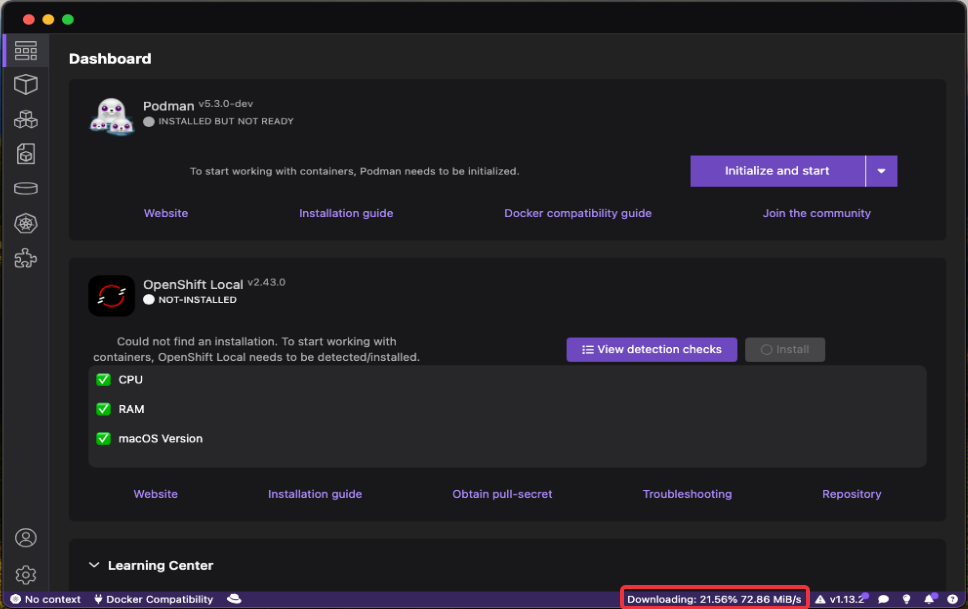 Dashboard
Podman v5.3.0-dev
INSTALLED BUT NOT READY
To start working with containers, Podman needs to be initialized.
Initialize and start
Website
Installation guide
Docker compatibility guide
Join the community
OpenShift Local v2.43.0
NOT-INSTALLED
Could not find an installation. To start working with
containers, OpenShift Local needs to be detected/installed.
View detection checks
Install
CPU
RAM
macOS Version
Website
Installation guide
Obtain pull-secret
Troubleshooting
Repository
Learning Center
No context
Docker Compatibility
Downloading: 21.56% 72.86 MiB/s
v1.13.2